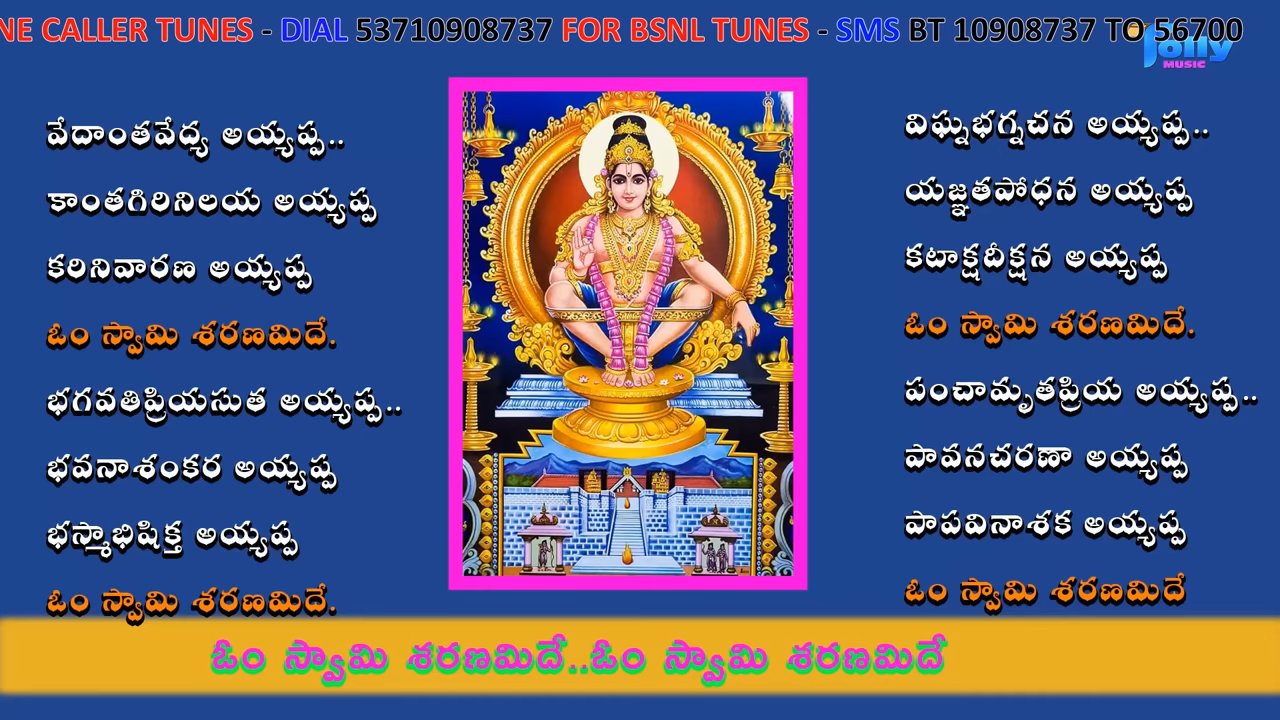 NE CALLER TUNES - DIAL 53710908737 FOR BSNL TUNES - SMS BT 10908737 TO 56700
Jolly
MUSIC
వేదాంతవేద్య అయ్యప్ప..
కాంతగిరినిలయ అయ్యప్ప
కరినివారణ అయ్యప్ప
ఓం స్వామి శరణమిదే.
భగవతిప్రియసుత అయ్యప్ప..
భవనాశంకర అయ్యప్ప
భస్మాభిషిక్త అయ్యప్ప
ఓం స్వామి శరణమిదే.
విఘ్నభగ్నచన అయ్యప్ప..
యజ్ఞతపోధన అయ్యప్ప
కటాక్షదీక్షన అయ్యప్ప
ఓం స్వామి శరణమిదే.
పంచామృతప్రియ అయ్యప్ప..
పావనచరణా అయ్యప్ప
పాపవినాశక అయ్యప్ప
ఓం స్వామి శరణమిదే
ఓం స్వామి శరణమిదే..ఓం స్వామి శరణమిదే